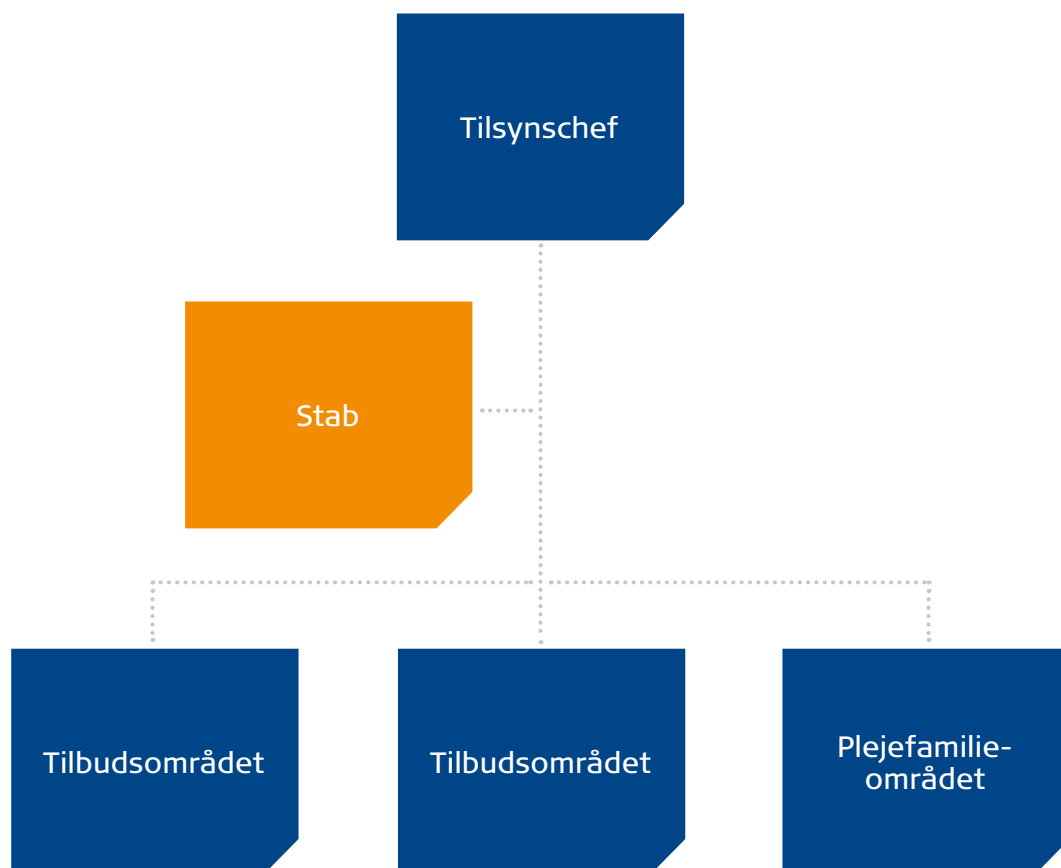 Tilsynschef
Stab
Tilbudsområdet
Tilbudsområdet
Plejefamilie-
området